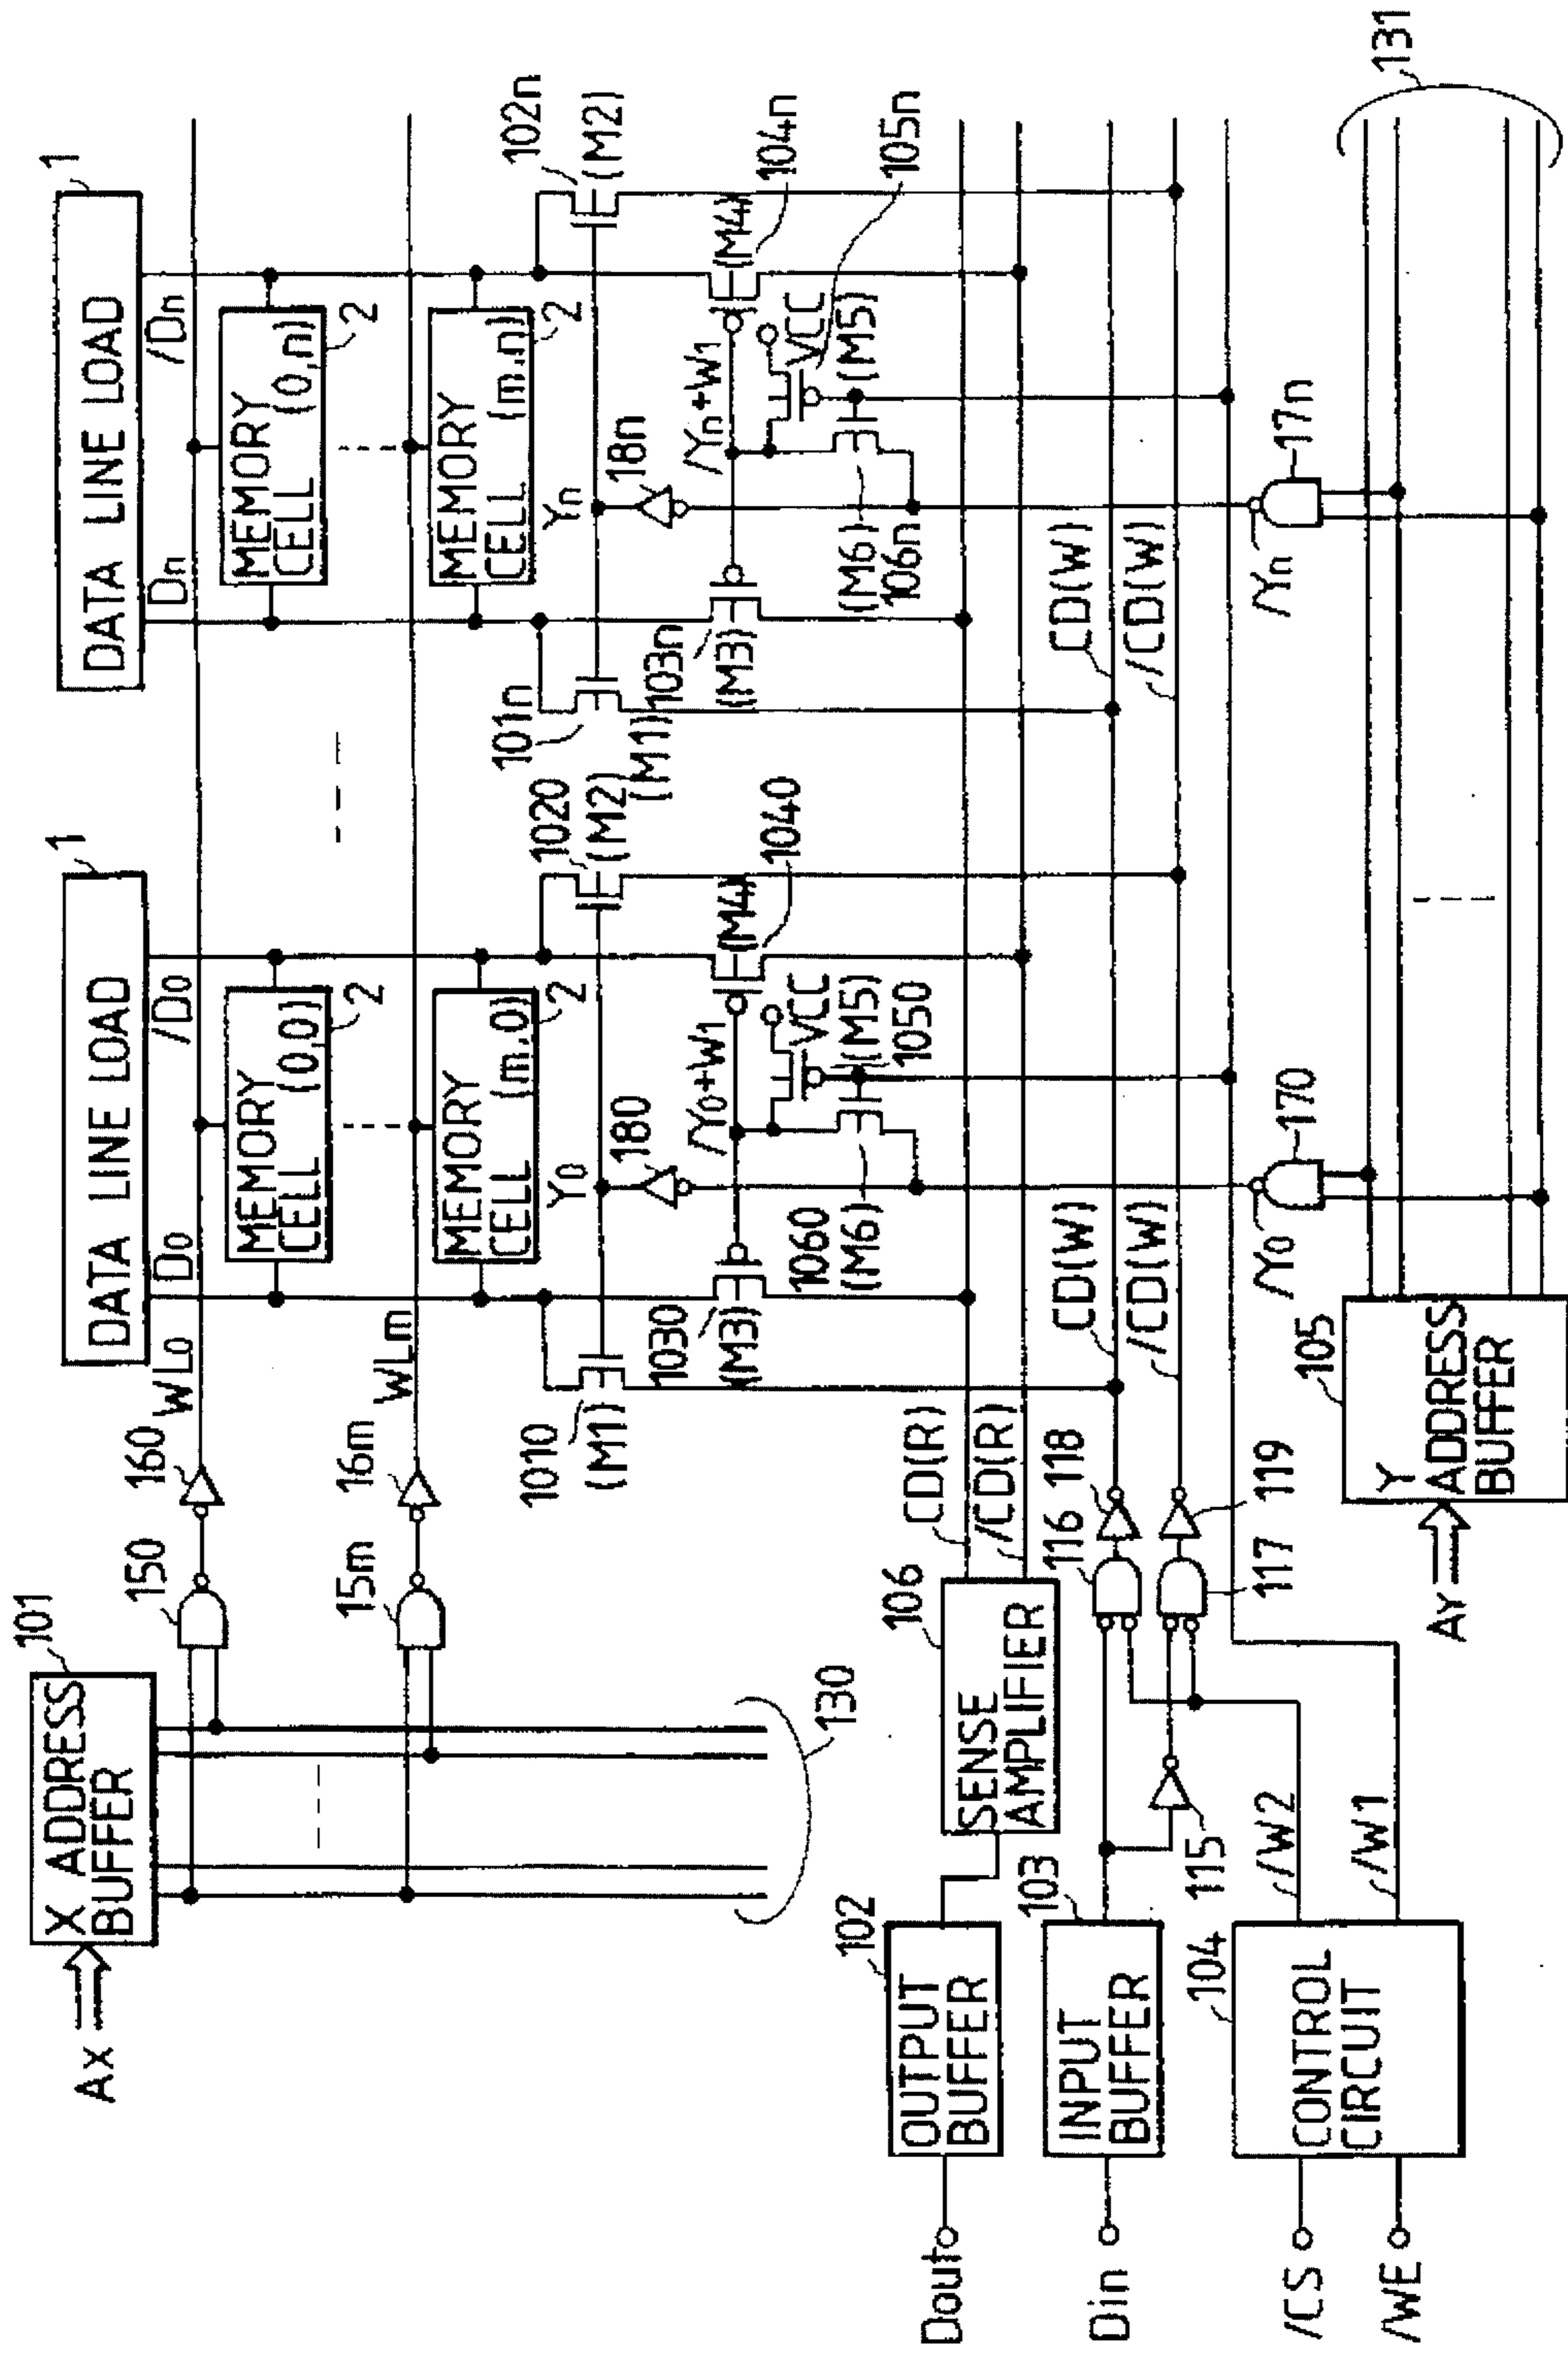 101
X ADDRESS
BUFFER
Ax
130
150
15m
160
16m
WL0
WLm
1
DATA LINE LOAD
D0
/D0
MEMORY
CELL (0,0)
2
MEMORY
CELL (m,0)
2
1
DATA LINE LOAD
Dn
/Dn
MEMORY
CELL (0,n)
2
MEMORY
CELL (m,n)
2
1010
(M1)
Y0
180
1020
(M2)
1030
(M3)
/Y0+W1
(M4)
1040
VCC
(M5)
1050
1060
(M6)
101n
(M1)
Yn
18n
102n
(M2)
103n
(M3)
/Yn+W1
(M4)
104n
VCC
(M5)
105n
(M6)
106n
Dout
102
OUTPUT
BUFFER
106
SENSE
AMPLIFIER
CD(R)
/CD(R)
Din
103
INPUT
BUFFER
115
116
118
117
119
CD(W)
/CD(W)
CD(W)
/CD(W)
/CS
/WE
104
CONTROL
CIRCUIT
/W2
/W1
AY
105
Y
ADDRESS
BUFFER
/Y0
170
/Yn
17n
131